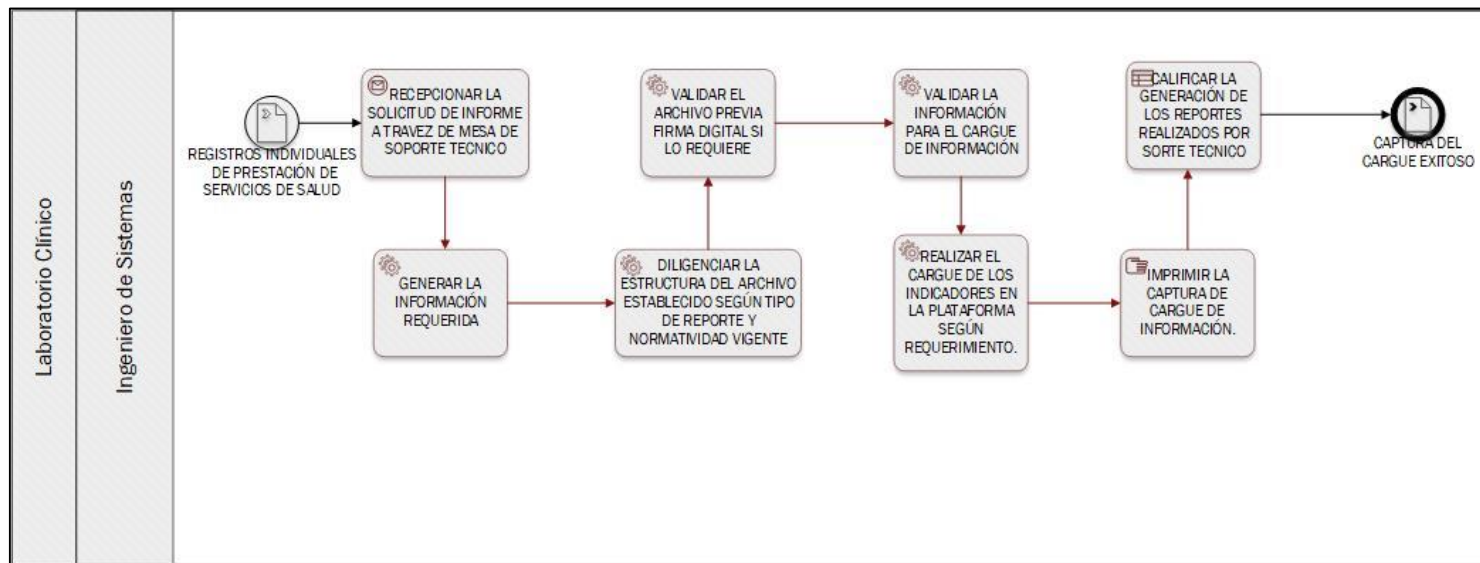 Laboratorio Clínico
Ingeniero de Sistemas
REGISTROS INDIVIDUALES
DE PRESTACIÓN DE
SERVICIOS DE SALUD
RECEPCIONAR LA
SOLICITUD DE INFORME
A TRAVEZ DE MESA DE
SOPORTE TECNICO
GENERAR LA
INFORMACIÓN
REQUERIDA
DILIGENCIAR LA
ESTRUCTURA DEL ARCHIVO
ESTABLECIDO SEGÚN TIPO
DE REPORTE Y
NORMATIVIDAD VIGENTE
VALIDAR EL
ARCHIVO PREVIA
FIRMA DIGITAL SI
LO REQUIERE
VALIDAR LA
INFORMACIÓN
PARA EL CARGUE
DE INFORMACIÓN
REALIZAR EL
CARGUE DE LOS
INDICADORES EN
LA PLATAFORMA
SEGÚN
REQUERIMIENTO.
IMPRIMIR LA
CAPTURA DE
CARGUE DE
INFORMACIÓN.
CALIFICAR LA
GENERACIÓN DE
LOS REPORTES
REALIZADOS POR
SORTE TECNICO
CAPTURA DEL
CARGUE EXITOSO